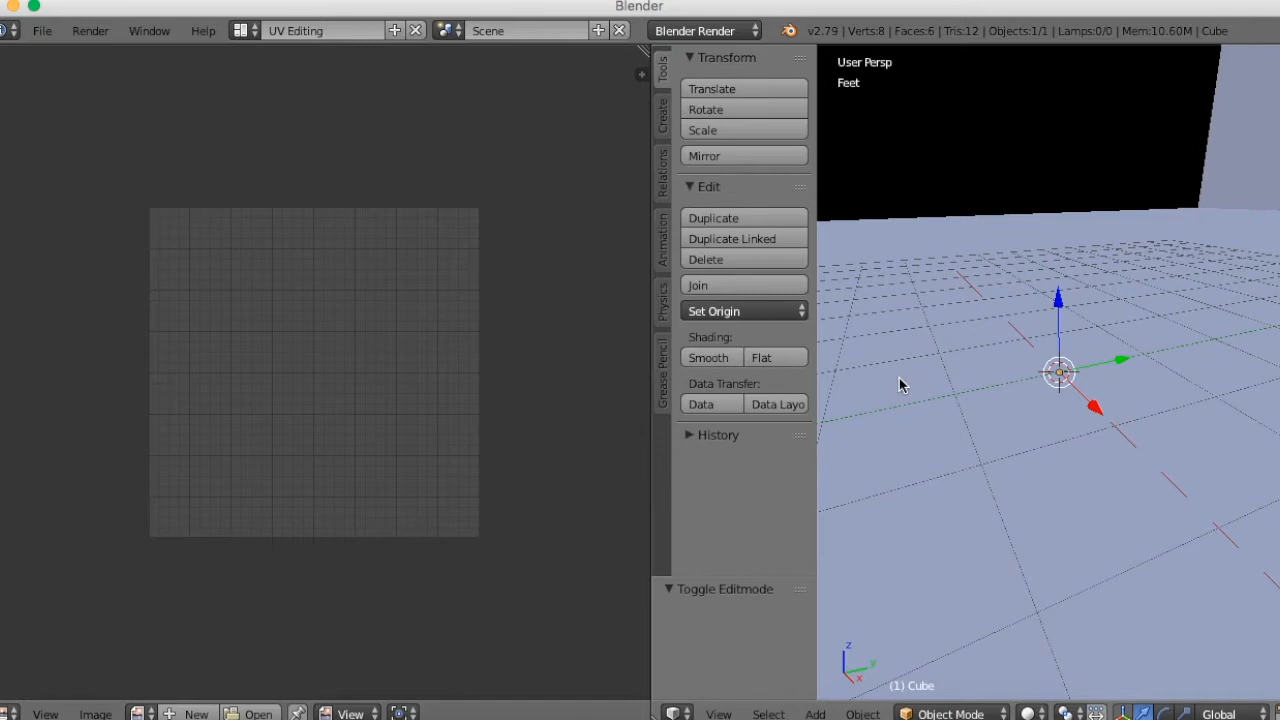 Blender
File Render Window Help UV Editing Scene Blender Render v2.79 | Verts:8 | Faces:6 | Tris:12 | Objects:1/1 | Lamps:0/0 | Mem:10.60M | Cube
Tools
Create
Relations
Animation
Physics
Grease Pencil
Transform
Translate
Rotate
Scale
Mirror
Edit
Duplicate
Duplicate Linked
Delete
Join
Set Origin
Shading:
Smooth Flat
Data Transfer:
Data Data Layo
History
Toggle Editmode
User Persp
Feet
z
y
x
(1) Cube
View Image New Open View
View Select Add Object Object Mode Global